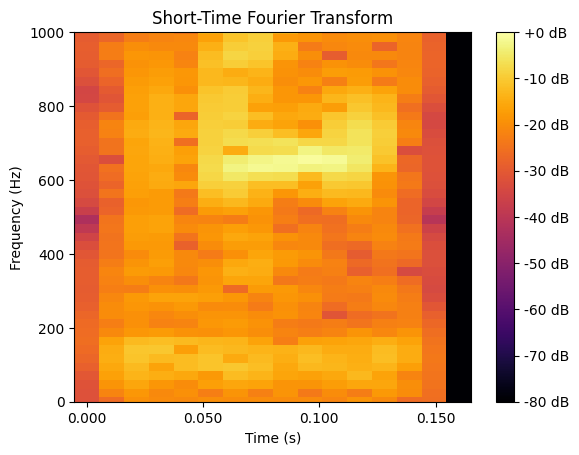 Short-Time Fourier Transform
1000
800
600
400
200
0
Frequency (Hz)
0.000
0.050
0.100
0.150
Time (s)
+0 dB
-10 dB
-20 dB
-30 dB
-40 dB
-50 dB
-60 dB
-70 dB
-80 dB